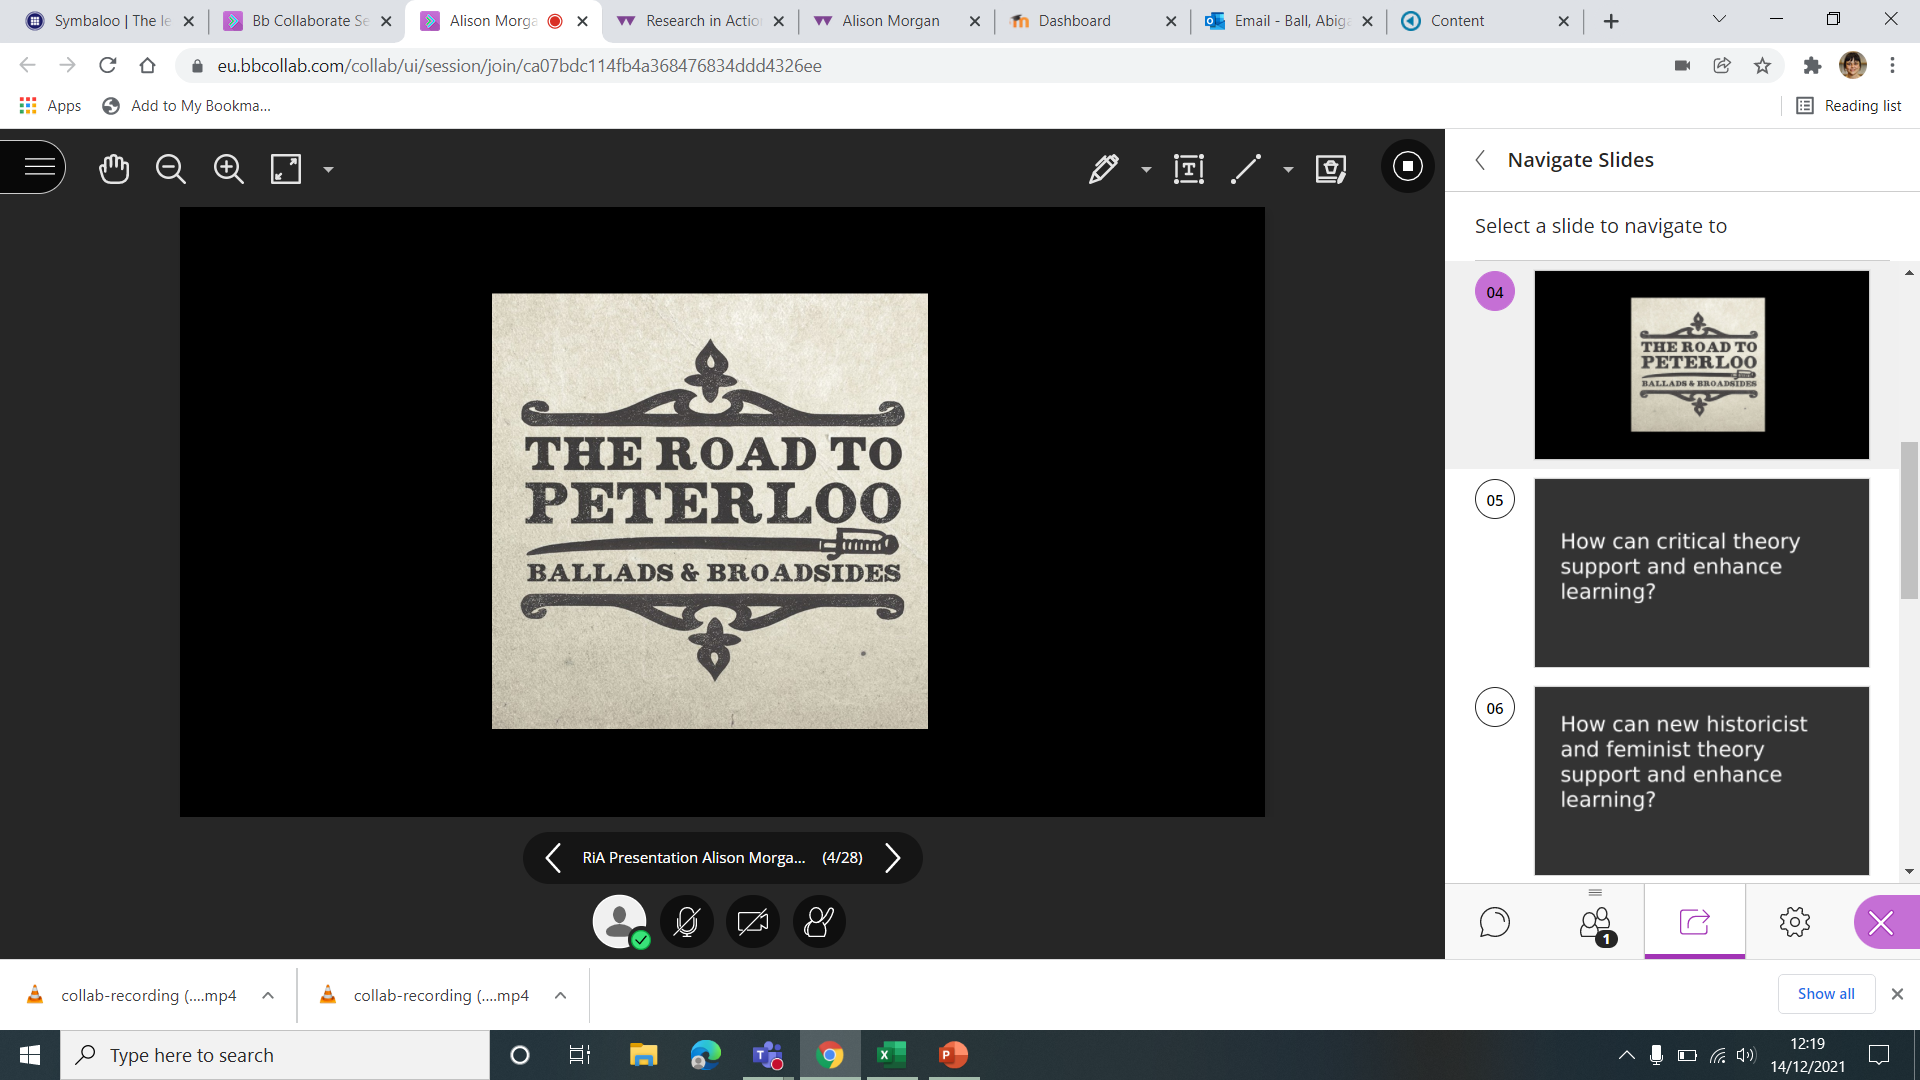 Symbaloo | The le
Bb Collaborate Se
Alison Morga
Research in Actio
Alison Morgan
Dashboard
Email - Ball, Abiga
Content
eu.bbcollab.com/collab/ui/session/join/ca07bdc114fb4a368476834ddd4326ee
Apps
Add to My Bookma...
Reading list
THE ROAD TO
PETERLOO
BALLADS & BROADSIDES
RiA Presentation Alison Morga... (4/28)
Navigate Slides
Select a slide to navigate to
04
THE ROAD TO
PETERLOO
BALLADS & BROADSIDES
05
How can critical theory
support and enhance
learning?
06
How can new historicist
and feminist theory
support and enhance
learning?
1
collab-recording (....mp4
collab-recording (....mp4
Show all
Type here to search
12:19
14/12/2021